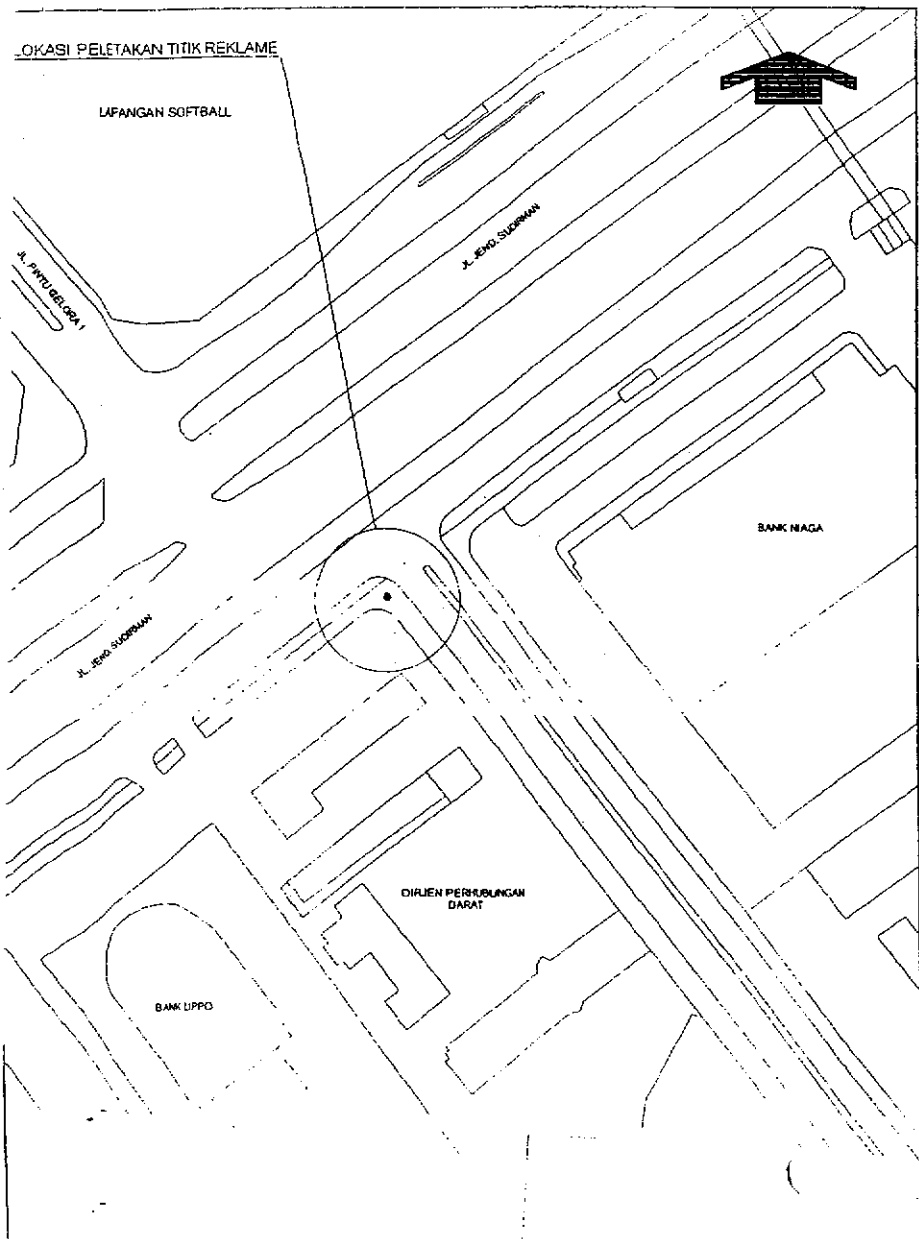 LOKASI PELETAKAN TITIK REKLAME
LAPANGAN SOFTBALL
JL. JEND. SUDIRMAN
JL. PINTU GELORA 1
BANK NIAGA
JL. JEND. SUDIRMAN
DIRJEN PERHUBUNGAN
DARAT
BANK LIPPO